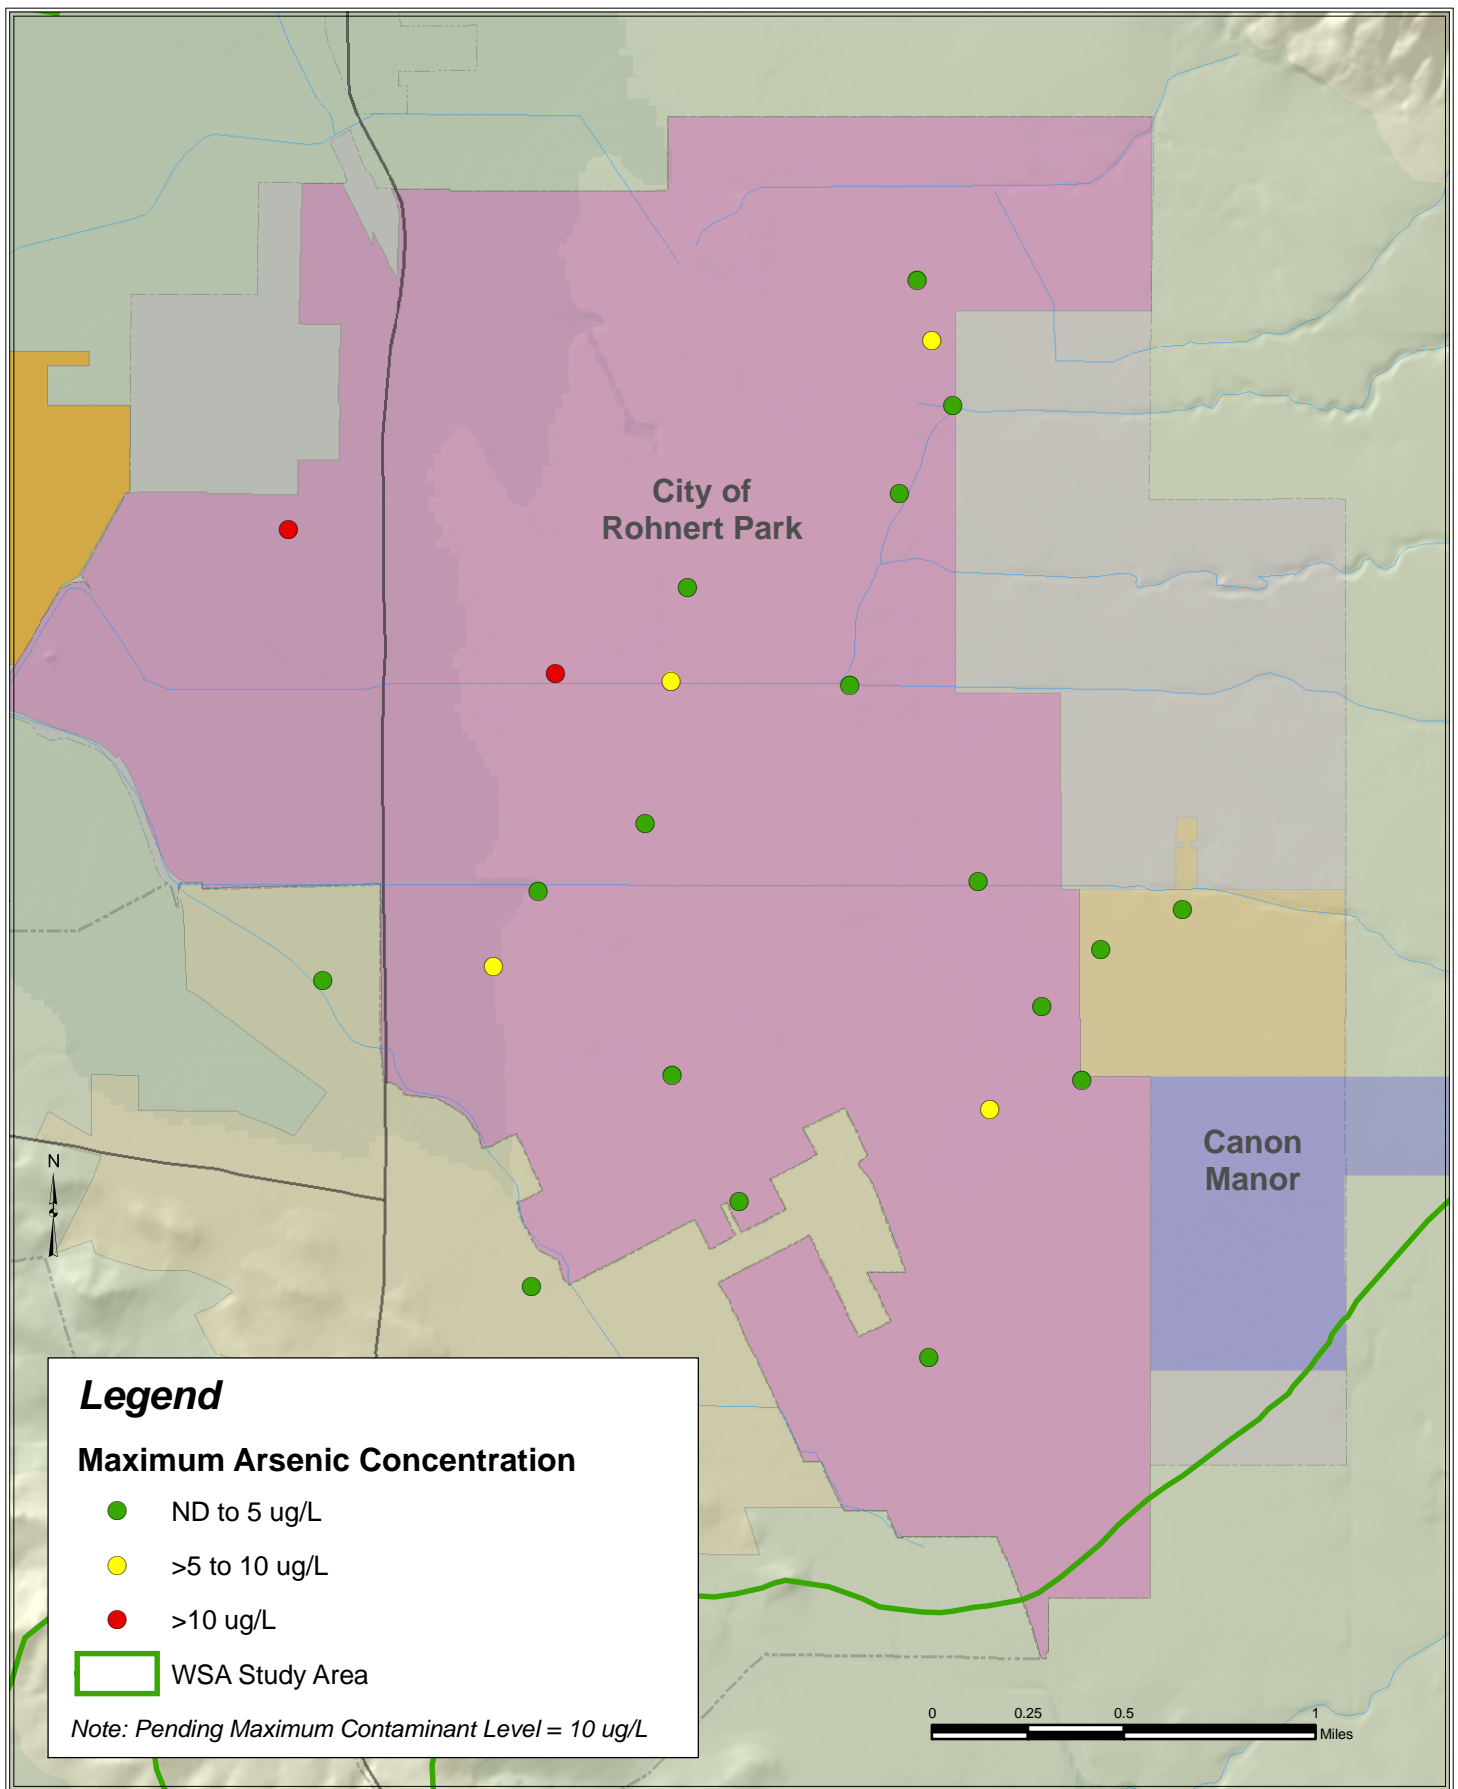 City of
Rohnert Park
Canon
Manor
N
Legend
Maximum Arsenic Concentration
ND to 5 ug/L
>5 to 10 ug/L
>10 ug/L
WSA Study Area
Note: Pending Maximum Contaminant Level = 10 ug/L
0 0.25 0.5 1
Miles